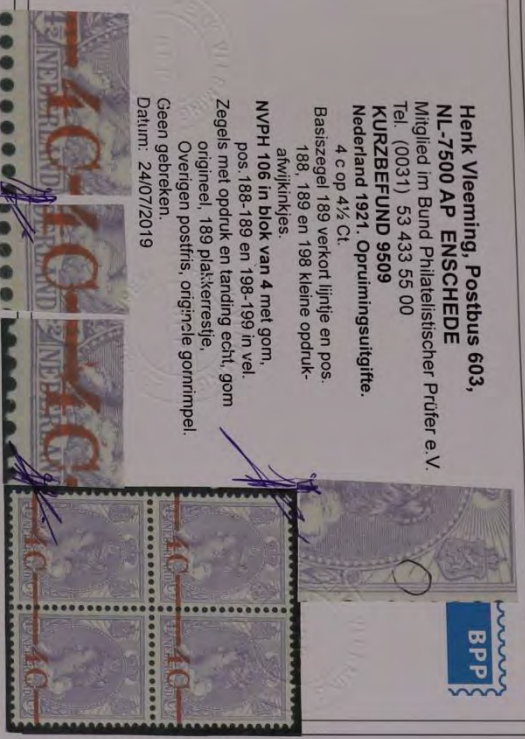 Henk Vleeming, Postbus 603,
NL-7500 AP ENSCHEDE
Mitglied im Bund Philatelistischer Prüfer e.V.
Tel. (0031) 53 433 55 00
KURZBEFUND 9509
Nederland 1921. Opruimingsuitgifte.
4 c op 4½ Ct.
Basiszegel 189 verkort lijntje en pos.
188, 189 en 198 kleine opdruk-
afwijkinkjes.
NVPH 106 in blok van 4 met gom,
pos.188-189 en 198-199 in vel.
Zegels met opdruk en tanding echt, gom
origineel, 189 plakkerrestje,
Overigen postfris, originele gomrimpel.
Geen gebreken.
Datum: 24/07/2019
BPP
4C
NEDERLAND
4C
4C
4C
4C
4C
4C